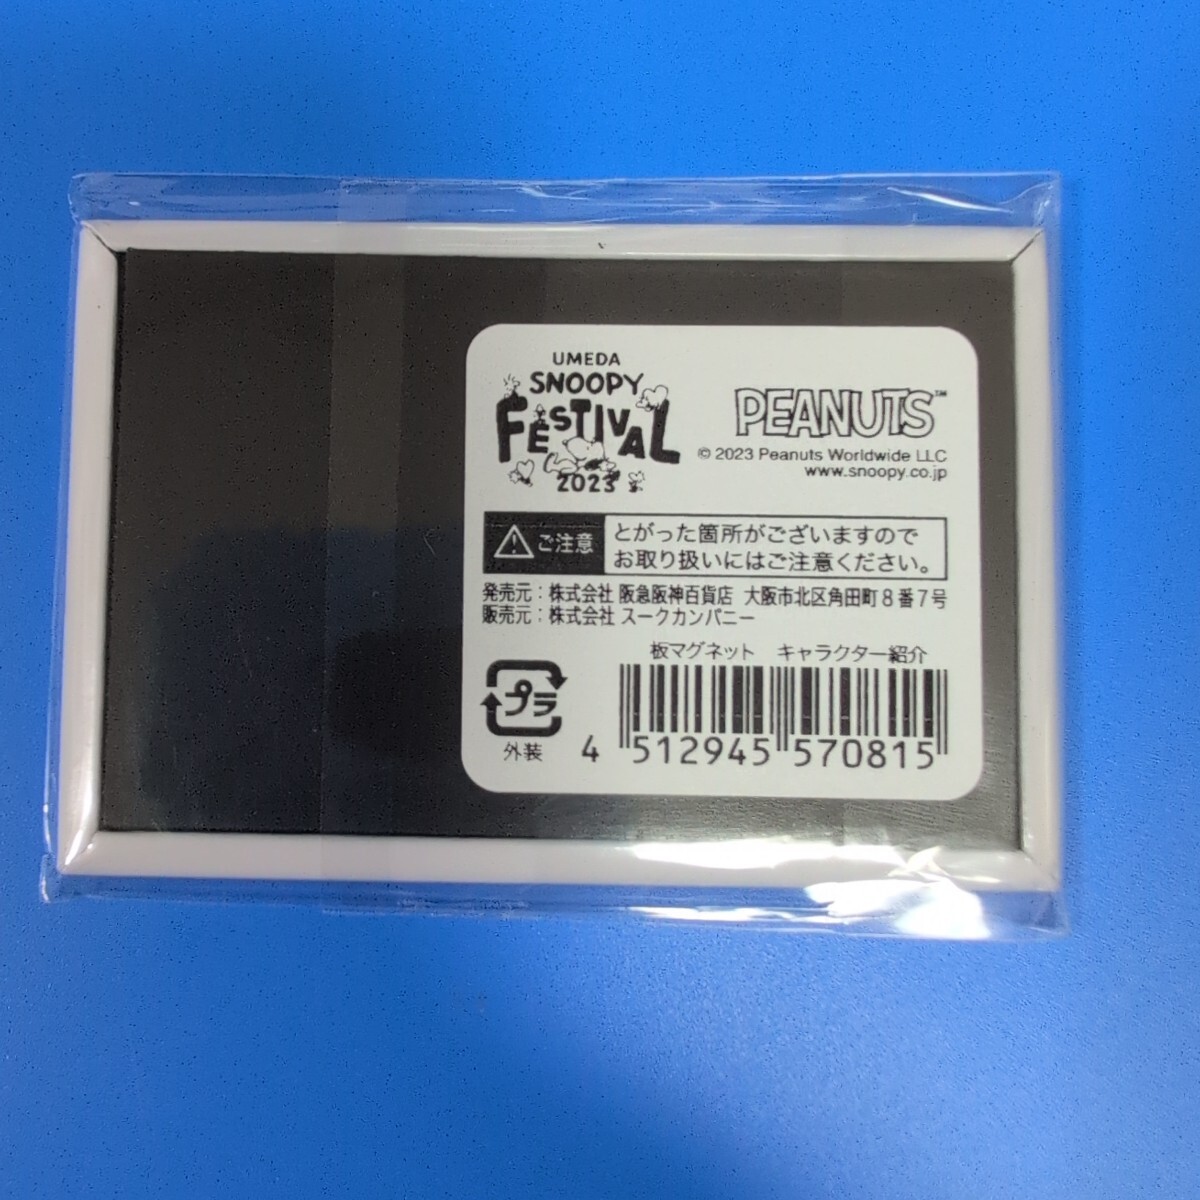 UMEDA
SNOOPY
FESTIVAL
2023
PEANUTS™
© 2023 Peanuts Worldwide LLC
www.snoopy.co.jp
ご注意
とがった箇所がございますので
お取り扱いにはご注意ください。
発売元：株式会社 阪急阪神百貨店 大阪市北区角田町８番７号
販売元：株式会社 スークカンパニー
板マグネット　キャラクター紹介
プラ
外装
4 512945 570815